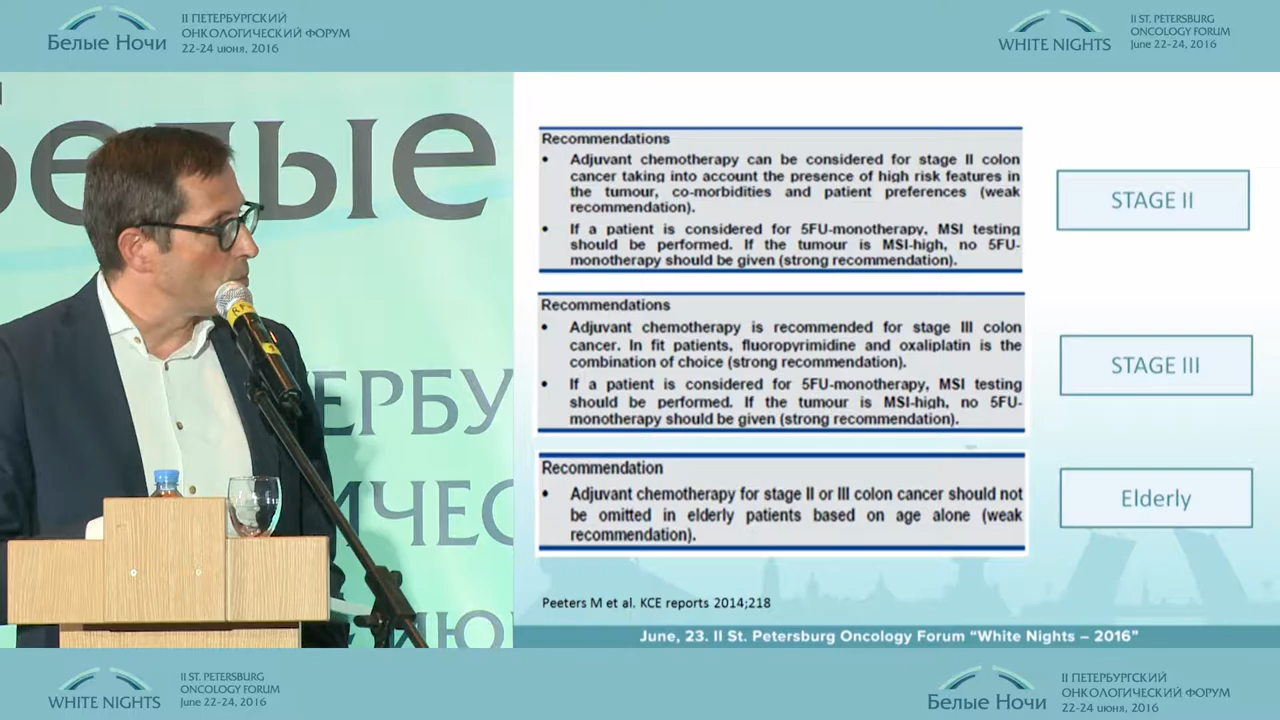 II ПЕТЕРБУРГСКИЙ
ОНКОЛОГИЧЕСКИЙ ФОРУМ
22-24 июня, 2016
Белые Ночи
II ST. PETERSBURG
ONCOLOGY FORUM
June 22-24, 2016
WHITE NIGHTS
Белые
ЕРБУ
ИЧЕС
Recommendations
• Adjuvant chemotherapy can be considered for stage II colon
cancer taking into account the presence of high risk features in
the tumour, co-morbidities and patient preferences (weak
recommendation).
• If a patient is considered for 5FU-monotherapy, MSI testing
should be performed. If the tumour is MSI-high, no 5FU-
monotherapy should be given (strong recommendation).
STAGE II
Recommendations
• Adjuvant chemotherapy is recommended for stage III colon
cancer. In fit patients, fluoropyrimidine and oxaliplatin is the
combination of choice (strong recommendation).
• If a patient is considered for 5FU-monotherapy, MSI testing
should be performed. If the tumour is MSI-high, no 5FU-
monotherapy should be given (strong recommendation).
STAGE III
Recommendation
• Adjuvant chemotherapy for stage II or III colon cancer should not
be omitted in elderly patients based on age alone (weak
recommendation).
Elderly
Peeters M et al. KCE reports 2014;218
June, 23. II St. Petersburg Oncology Forum “White Nights – 2016”
WHITE NIGHTS
II ST. PETERSBURG
ONCOLOGY FORUM
June 22-24, 2016
Белые Ночи
II ПЕТЕРБУРГСКИЙ
ОНКОЛОГИЧЕСКИЙ ФОРУМ
22-24 июня, 2016